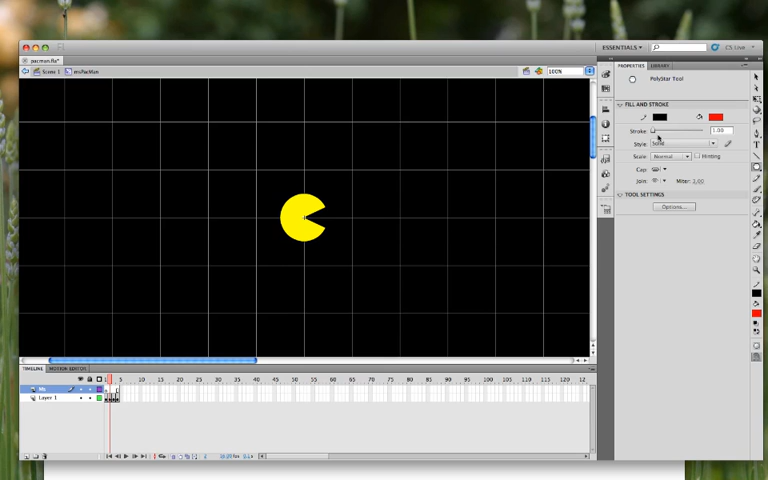 ESSENTIALS
CS Live
pacman.fla*
Scene 1
msPacMan
100%
PROPERTIES
LIBRARY
PolyStar Tool
FILL AND STROKE
Stroke:
1.00
Style:
Solid
Scale:
Normal
Hinting
Cap:
Join:
Miter: 3.00
TOOL SETTINGS
Options...
TIMELINE
MOTION EDITOR
1 5 10 15 20 25 30 35 40 45 50 55 60 65 70 75 80 85 90 95 100 105 110 115 120 12
Layer 1